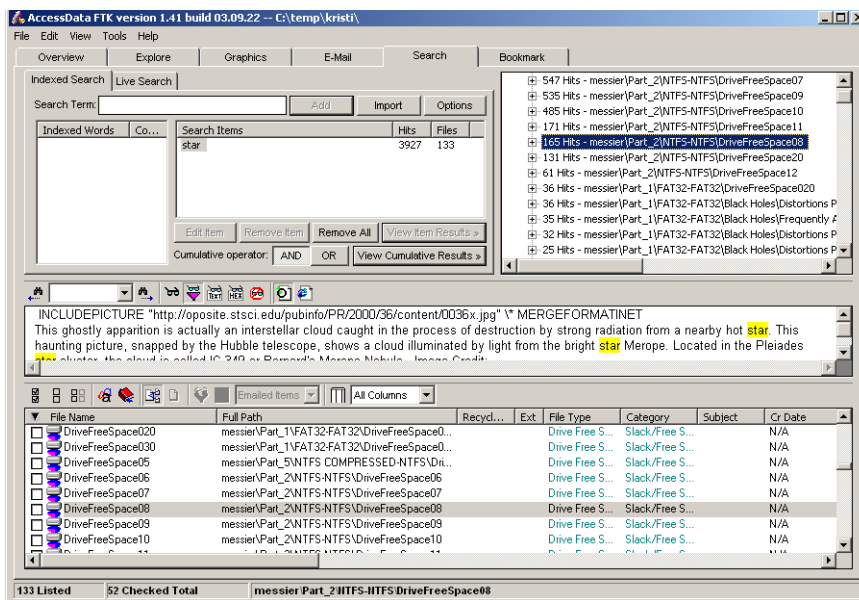 AccessData FTK version 1.41 build 03.09.22 -- C:\temp\kristi\
File Edit View Tools Help
Overview Explore Graphics E-Mail Search Bookmark
Indexed Search Live Search
Search Term: Add Import Options
Indexed Words Co... Search Items Hits Files
star 3927 133
Edit Item Remove Item Remove All View Item Results »
Cumulative operator: AND OR View Cumulative Results »
547 Hits - messier\Part_2\NTFS-NTFS\DriveFreeSpace07
535 Hits - messier\Part_2\NTFS-NTFS\DriveFreeSpace09
485 Hits - messier\Part_2\NTFS-NTFS\DriveFreeSpace10
171 Hits - messier\Part_2\NTFS-NTFS\DriveFreeSpace11
165 Hits - messier\Part_2\NTFS-NTFS\DriveFreeSpace08
131 Hits - messier\Part_2\NTFS-NTFS\DriveFreeSpace20
61 Hits - messier\Part_2\NTFS-NTFS\DriveFreeSpace12
36 Hits - messier\Part_1\FAT32-FAT32\DriveFreeSpace020
36 Hits - messier\Part_1\FAT32-FAT32\Black Holes\Distortions P
35 Hits - messier\Part_1\FAT32-FAT32\Black Holes\Frequently A
32 Hits - messier\Part_1\FAT32-FAT32\Black Holes\Distortions P
25 Hits - messier\Part_1\FAT32-FAT32\Black Holes\Distortions P
TEXT HEX
INCLUDEPICTURE "http://oposite.stsci.edu/pubinfo/PR/2000/36/content/0036x.jpg" \* MERGEFORMATINET
This ghostly apparition is actually an interstellar cloud caught in the process of destruction by strong radiation from a nearby hot star. This
haunting picture, snapped by the Hubble telescope, shows a cloud illuminated by light from the bright star Merope. Located in the Pleiades
star cluster, the cloud is called IC 349 or Barnard's Merope Nebula. Image Credit:
Emailed Items All Columns
File Name Full Path Recycl... Ext File Type Category Subject Cr Date
DriveFreeSpace020 messier\Part_1\FAT32-FAT32\DriveFreeSpace0... Drive Free S... Slack/Free S... N/A
DriveFreeSpace030 messier\Part_1\FAT32-FAT32\DriveFreeSpace0... Drive Free S... Slack/Free S... N/A
DriveFreeSpace05 messier\Part_5\NTFS COMPRESSED-NTFS\Dri... Drive Free S... Slack/Free S... N/A
DriveFreeSpace06 messier\Part_2\NTFS-NTFS\DriveFreeSpace06 Drive Free S... Slack/Free S... N/A
DriveFreeSpace07 messier\Part_2\NTFS-NTFS\DriveFreeSpace07 Drive Free S... Slack/Free S... N/A
DriveFreeSpace08 messier\Part_2\NTFS-NTFS\DriveFreeSpace08 Drive Free S... Slack/Free S... N/A
DriveFreeSpace09 messier\Part_2\NTFS-NTFS\DriveFreeSpace09 Drive Free S... Slack/Free S... N/A
DriveFreeSpace10 messier\Part_2\NTFS-NTFS\DriveFreeSpace10 Drive Free S... Slack/Free S... N/A
133 Listed 52 Checked Total messier\Part_2\NTFS-NTFS\DriveFreeSpace08